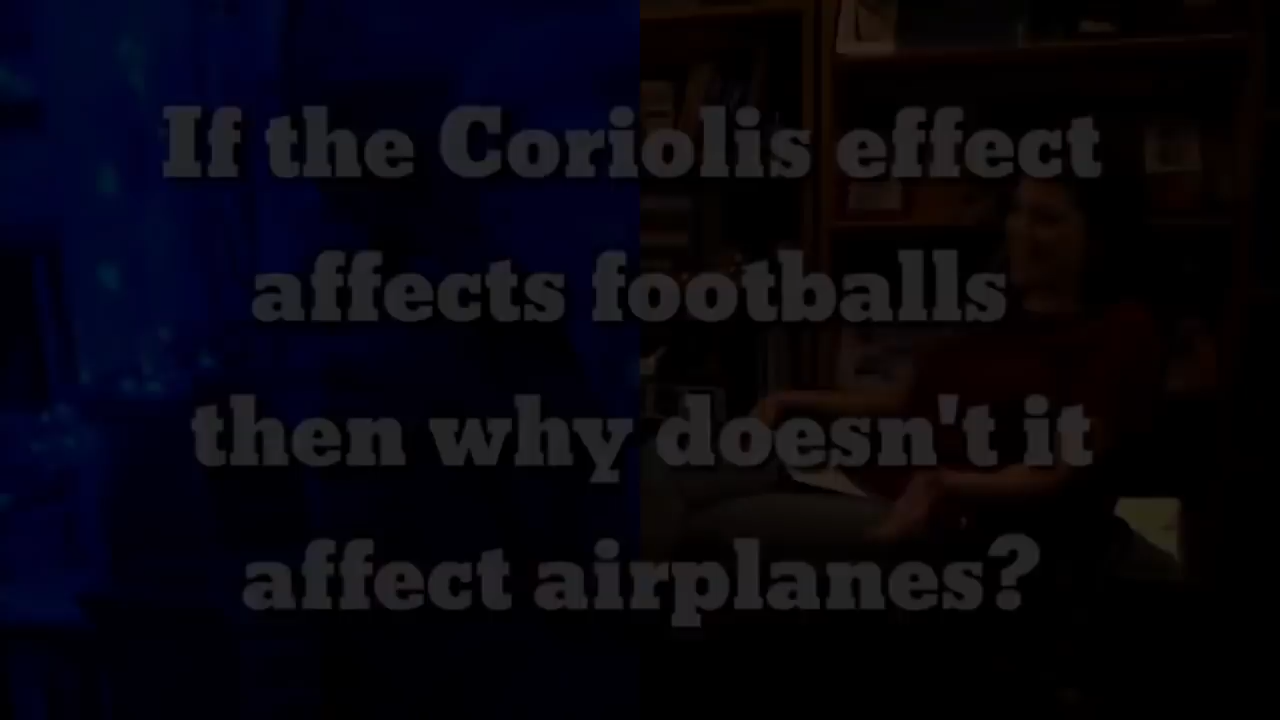 If the Coriolis effect
affects footballs
then why doesn't it
affect airplanes?